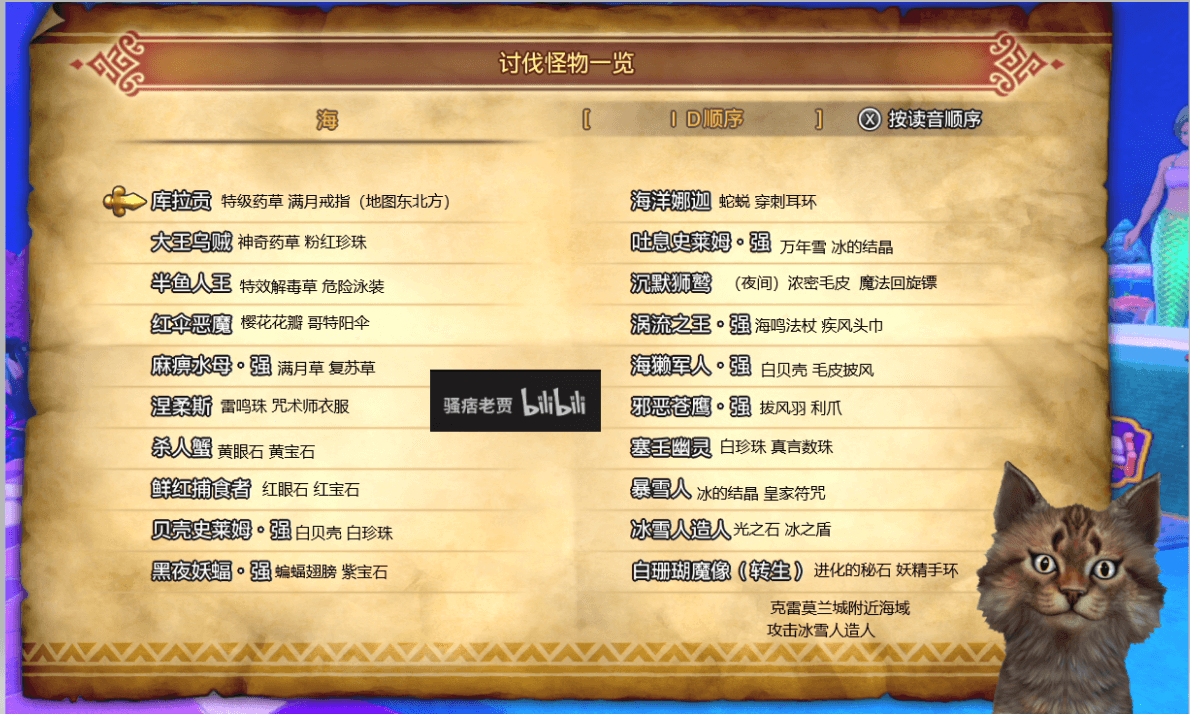 讨伐怪物一览
海
[ ＩＤ顺序 ] X 按读音顺序
库拉贡 特级药草 满月戒指（地图东北方）
大王乌贼 神奇药草 粉红珍珠
半鱼人王 特效解毒草 危险泳装
红伞恶魔 樱花花瓣 哥特阳伞
麻痹水母·强 满月草 复苏草
涅柔斯 雷鸣珠 咒术师衣服
杀人蟹 黄眼石 黄宝石
鲜红捕食者 红眼石 红宝石
贝壳史莱姆·强 白贝壳 白珍珠
黑夜妖蝠·强 蝙蝠翅膀 紫宝石
海洋娜迦 蛇蜕 穿刺耳环
吐息史莱姆·强 万年雪 冰的结晶
沉默狮鹫 （夜间）浓密毛皮 魔法回旋镖
涡流之王·强 海鸣法杖 疾风头巾
海獭军人·强 白贝壳 毛皮披风
邪恶苍鹰·强 拔风羽 利爪
塞壬幽灵 白珍珠 真言数珠
暴雪人 冰的结晶 皇家符咒
冰雪人造人 光之石 冰之盾
白珊瑚魔像（转生） 进化的秘石 妖精手环
克雷莫兰城附近海域
攻击冰雪人造人
骚痞老贾 bilibili